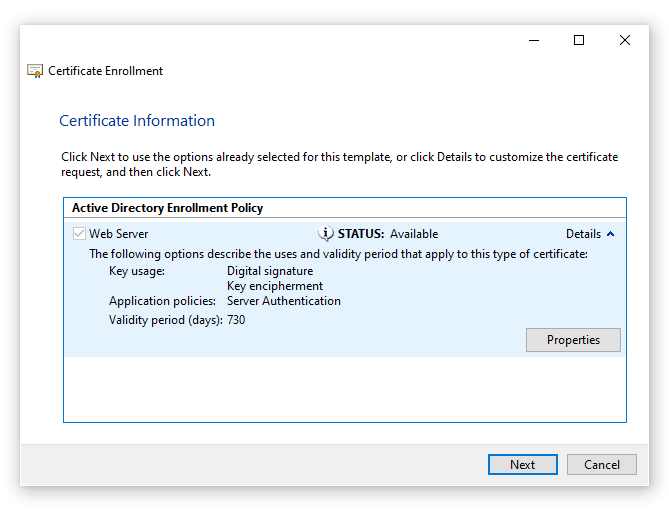 Certificate Enrollment
Certificate Information
Click Next to use the options already selected for this template, or click Details to customize the certificate
request, and then click Next.
Active Directory Enrollment Policy
Web Server STATUS: Available Details
The following options describe the uses and validity period that apply to this type of certificate:
Key usage: Digital signature
Key encipherment
Application policies: Server Authentication
Validity period (days): 730
Properties
Next Cancel